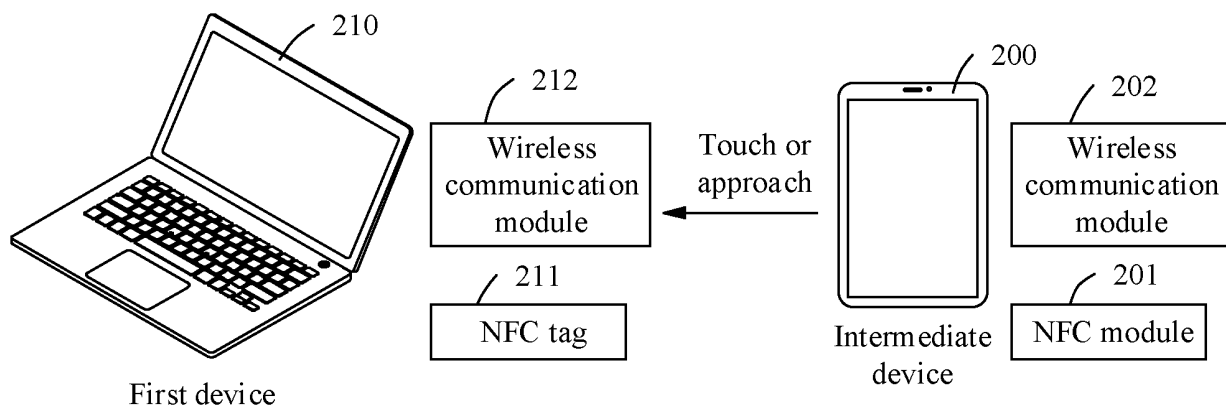 210
212
Wireless
communication
module
211
NFC tag
First device
Touch or
approach
200
Intermediate
device
202
Wireless
communication
module
201
NFC module